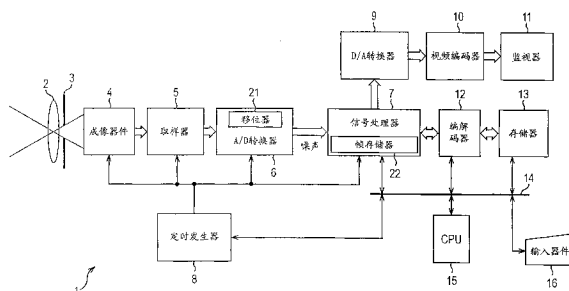 9
10
11
D/A转换器
视频编码器
监视器
2
3
4
5
21
7
12
13
成像器件
取样器
移位器
A/D转换器
噪声
信号处理器
帧存储器
编解码器
存储器
6
22
14
定时发生器
8
CPU
15
输入器件
16
1